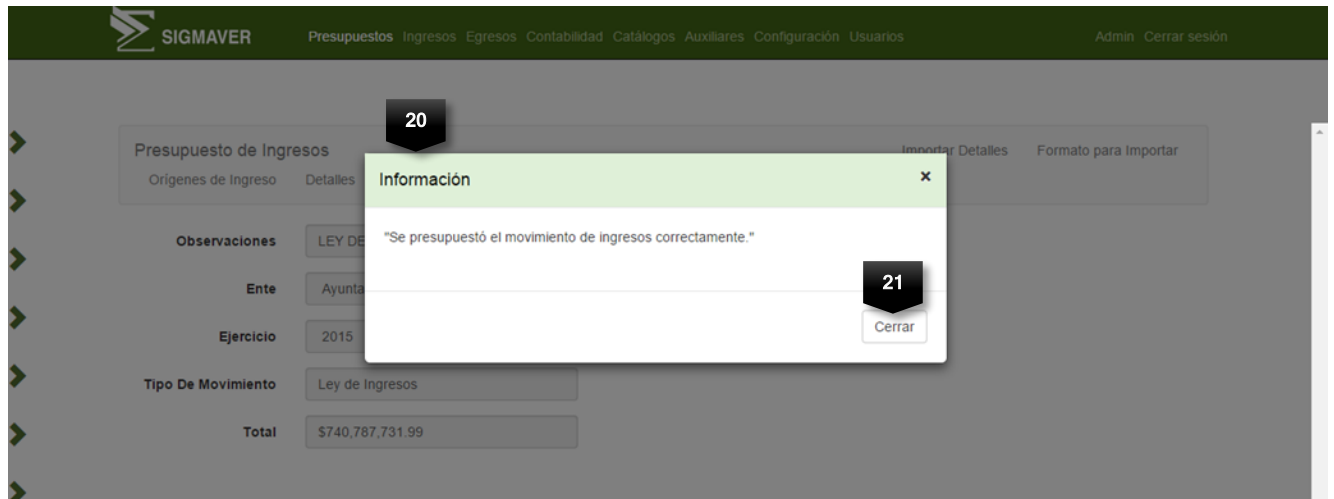 SIGMAVER
Presupuestos Ingresos Egresos Contabilidad Catálogos Auxiliares Configuración Usuarios
Admin Cerrar sesión
20
Presupuesto de Ingresos
Importar Detalles Formato para Importar
Orígenes de Ingreso Detalles
Información
×
"Se presupuestó el movimiento de ingresos correctamente."
21
Cerrar
Observaciones LEY DE
Ente Ayunta
Ejercicio 2015
Tipo De Movimiento Ley de Ingresos
Total $740,787,731.99